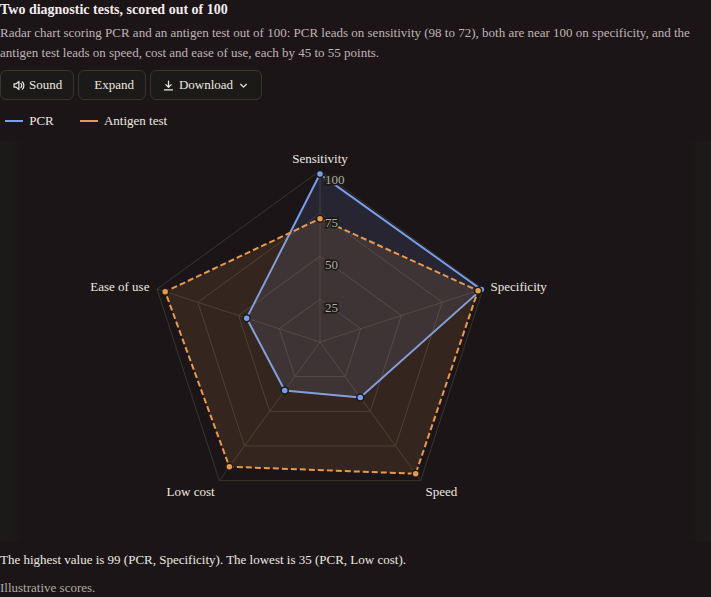 Two diagnostic tests, scored out of 100
Radar chart scoring PCR and an antigen test out of 100: PCR leads on sensitivity (98 to 72), both are near 100 on specificity, and the
antigen test leads on speed, cost and ease of use, each by 45 to 55 points.
Sound Expand Download
PCR Antigen test
Sensitivity
100
75
50
Ease of use Specificity
25
Low cost Speed
The highest value is 99 (PCR, Specificity). The lowest is 35 (PCR, Low cost).
Illustrative scores.